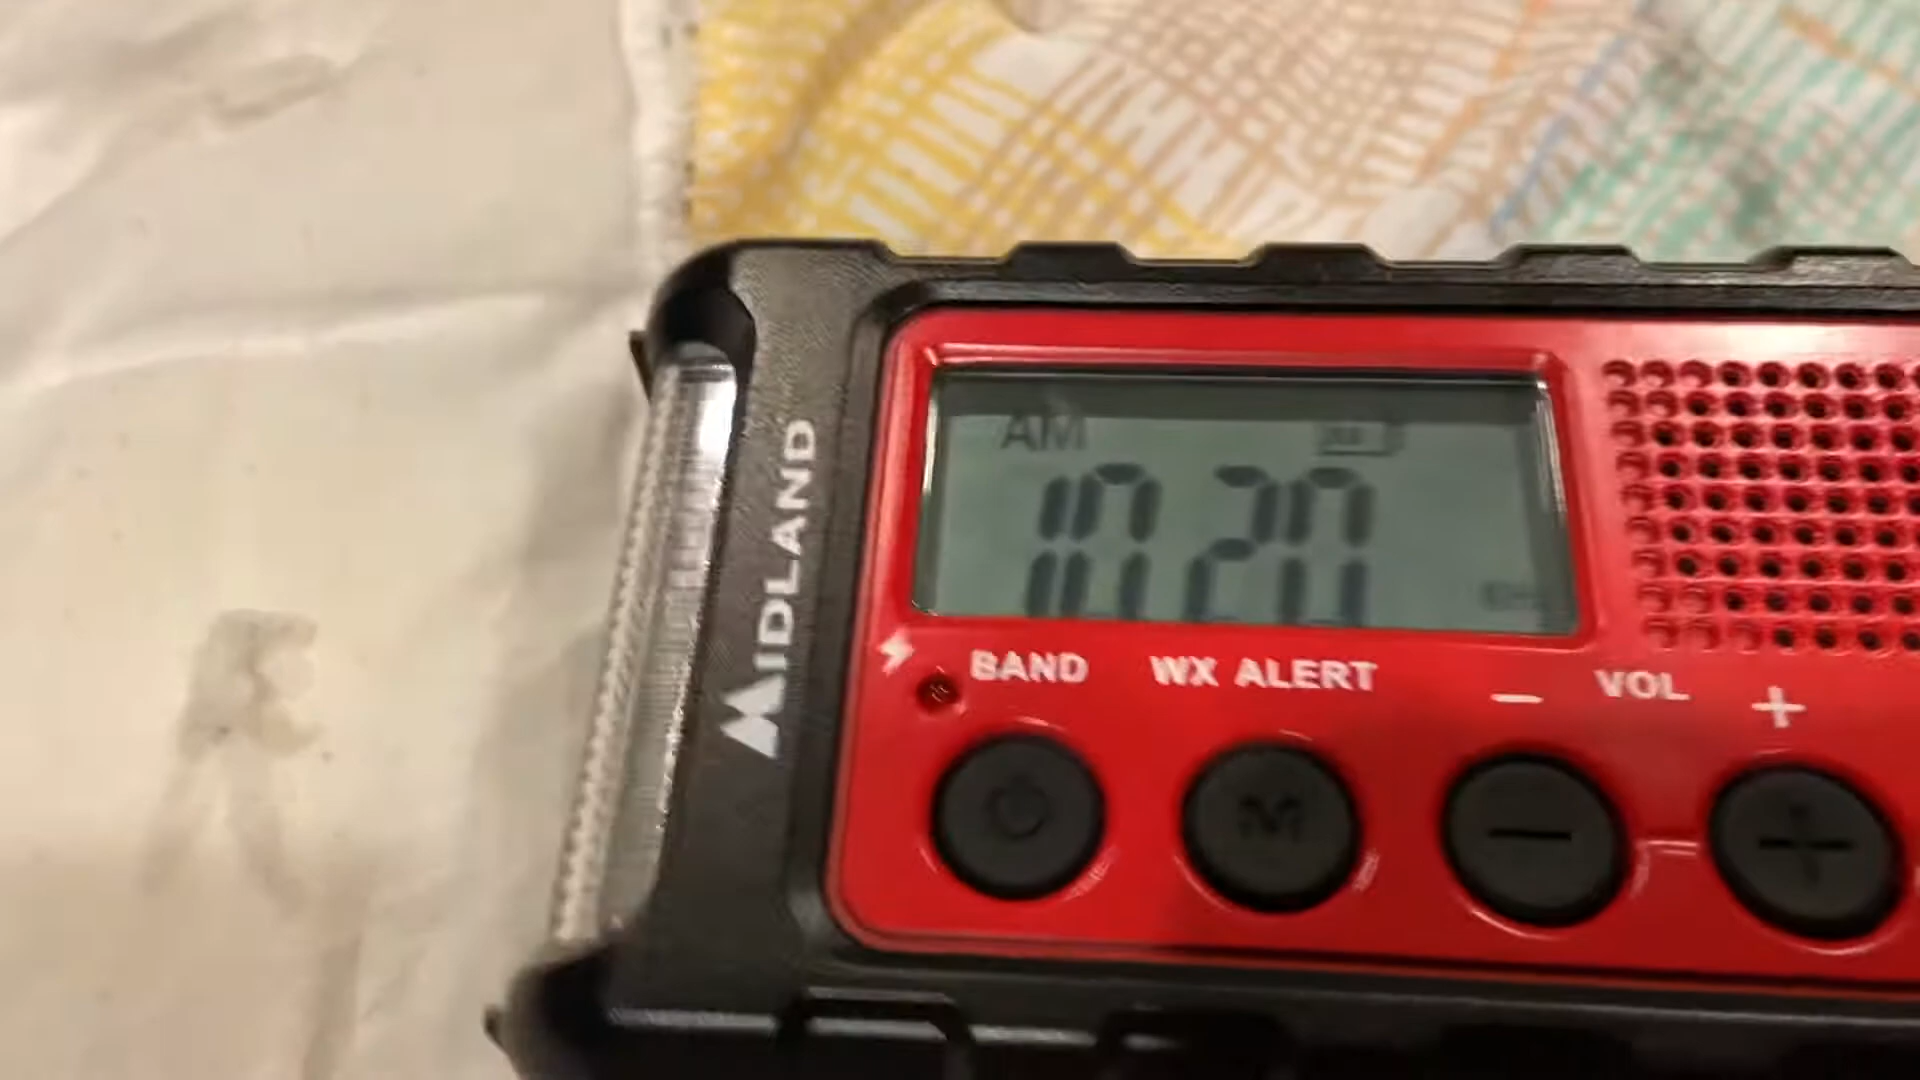 AM
1020
MIDLAND
BAND
WX ALERT
- VOL +
M
- +